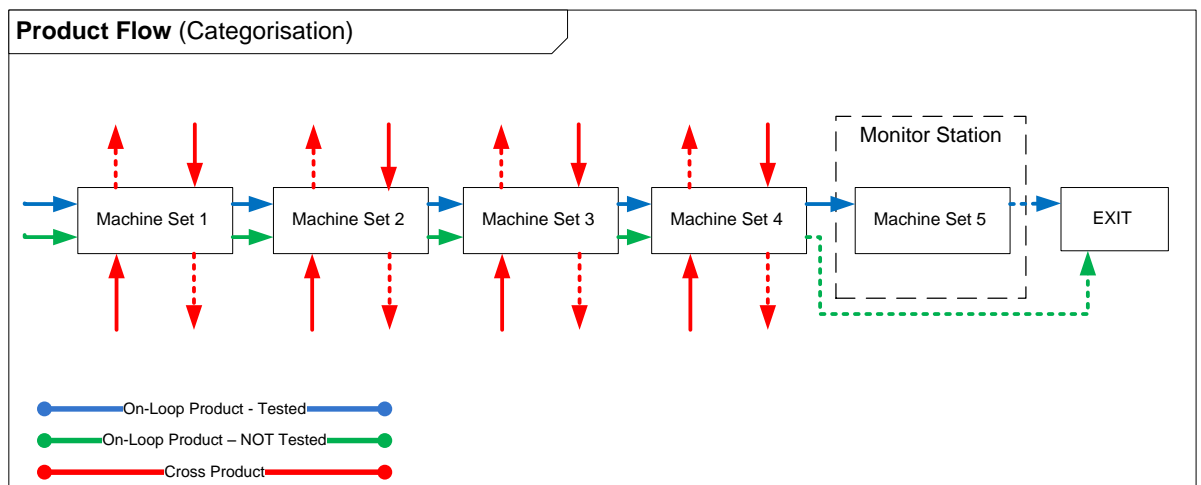 Product Flow (Categorisation)
Monitor Station
Machine Set 1
Machine Set 2
Machine Set 3
Machine Set 4
Machine Set 5
EXIT
On-Loop Product - Tested
On-Loop Product – NOT Tested
Cross Product